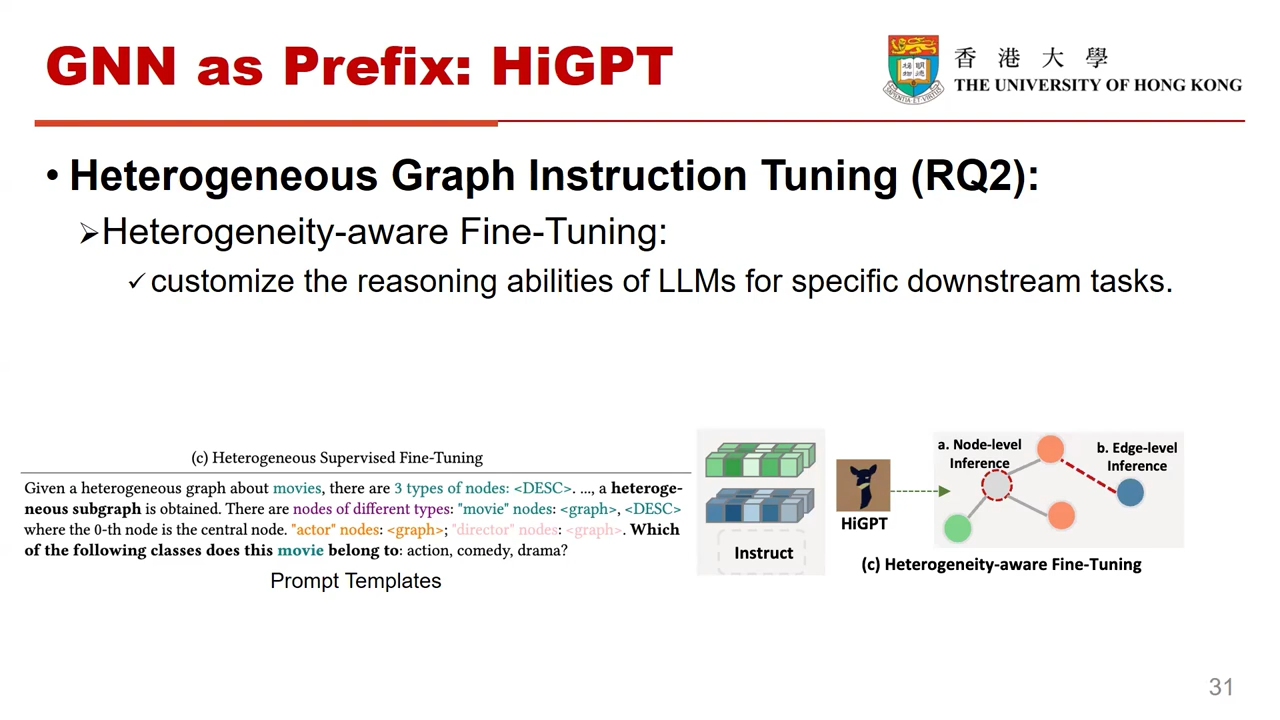 GNN as Prefix: HiGPT
香港大學
THE UNIVERSITY OF HONG KONG
• Heterogeneous Graph Instruction Tuning (RQ2):
➢Heterogeneity-aware Fine-Tuning:
✓customize the reasoning abilities of LLMs for specific downstream tasks.
(c) Heterogeneous Supervised Fine-Tuning
Given a heterogeneous graph about movies, there are 3 types of nodes: <DESC>. ..., a heteroge-
neous subgraph is obtained. There are nodes of different types: "movie" nodes: <graph>, <DESC>
where the 0-th node is the central node. "actor" nodes: <graph>; "director" nodes: <graph>. Which
of the following classes does this movie belong to: action, comedy, drama?
Prompt Templates
Instruct
HiGPT
a. Node-level
Inference
b. Edge-level
Inference
(c) Heterogeneity-aware Fine-Tuning
31